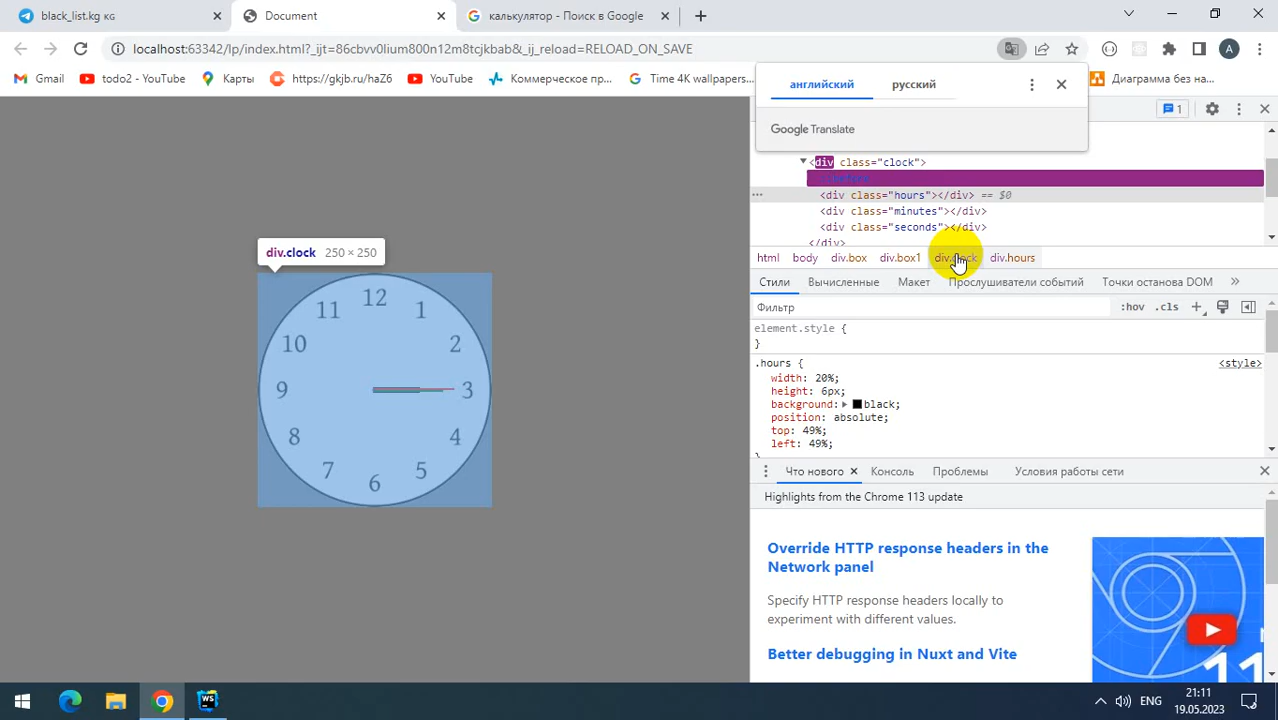 black_list.kg кg
Document
калькулятор - Поиск в Google
localhost:63342/lp/index.html?_ijt=86cbvv0lium800n12m8tcjkbab&_ij_reload=RELOAD_ON_SAVE
A
Gmail
todo2 - YouTube
Карты
https://gkjb.ru/haZ6
YouTube
Коммерческое пр...
Time 4K wallpapers...
Диаграмма без на...
английский
русский
Google Translate
1
<div class="clock">
::before
<div class="hours"></div> == $0
<div class="minutes"></div>
<div class="seconds"></div>
</div>
html body div.box div.box1 div.clock div.hours
Стили Вычисленные Макет Прослушиватели событий Точки останова DOM
Фильтр
:hov .cls
element.style {
}
.hours {
<style>
width: 20%;
height: 6px;
background: black;
position: absolute;
top: 49%;
left: 49%;
Что нового Консоль Проблемы Условия работы сети
Highlights from the Chrome 113 update
Override HTTP response headers in the
Network panel
Specify HTTP response headers locally to
experiment with different values.
Better debugging in Nuxt and Vite
11
div.clock 250 × 250
12
11 1
10 2
9 3
8 4
7 5
6
WS
ENG
21:11
19.05.2023